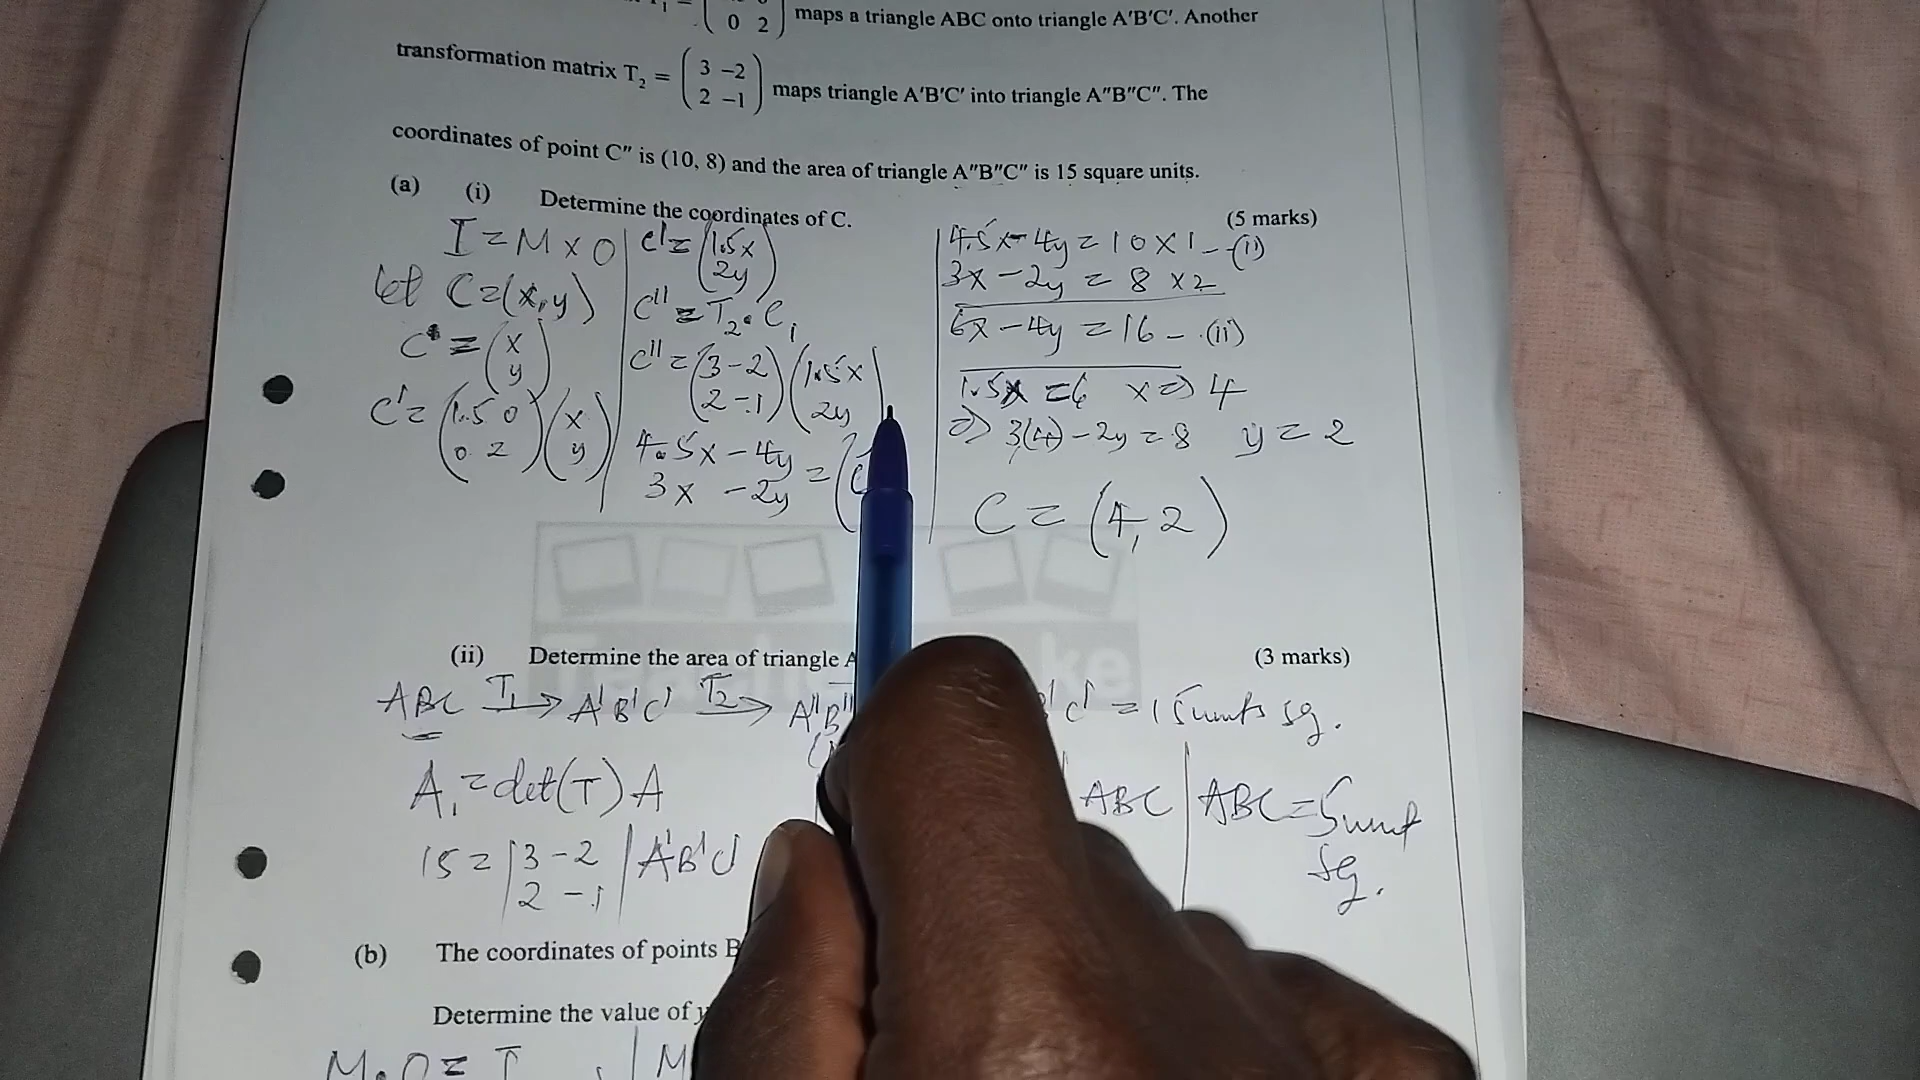 0 2 maps a triangle ABC onto triangle A′B′C′. Another
transformation matrix T₂ = ( 3 −2
2 −1 ) maps triangle A′B′C′ into triangle A″B″C″. The
coordinates of point C″ is (10, 8) and the area of triangle A″B″C″ is 15 square units.
(a) (i) Determine the coordinates of C. (5 marks)
I = M × O
let C = (x, y)
C = (x
y)
C' = (1.5 0
0 2) (x
y)
C' = (1.5x
2y)
C'' = T₂ · C₁
C'' = (3 -2
2 -1) (1.5x
2y)
4.5x - 4y
3x - 2y = (
4.5x - 4y = 10 × 1 - (i)
3x - 2y = 8 × 2
6x - 4y = 16 - (ii)
1.5x = 6 x => 4
=> 3(4) - 2y = 8 y = 2
C = (4, 2)
(ii) Determine the area of triangle (3 marks)
ABC T₁→ A'B'C' T₂→ A''B'' C' = 15 units sq.
A₁ = det(T) A
15 = |3 -2
2 -1| A'B'C'
ABC
ABC = 5 unit
sq.
(b) The coordinates of points B
Determine the value of y
M · O = I
M